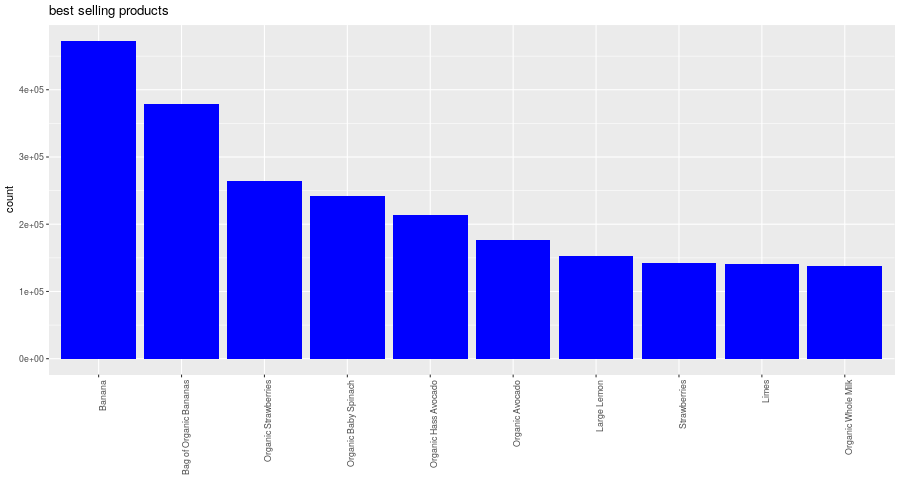 best selling products
count
4e+05
3e+05
2e+05
1e+05
0e+00
Banana
Bag of Organic Bananas
Organic Strawberries
Organic Baby Spinach
Organic Hass Avocado
Organic Avocado
Large Lemon
Strawberries
Limes
Organic Whole Milk